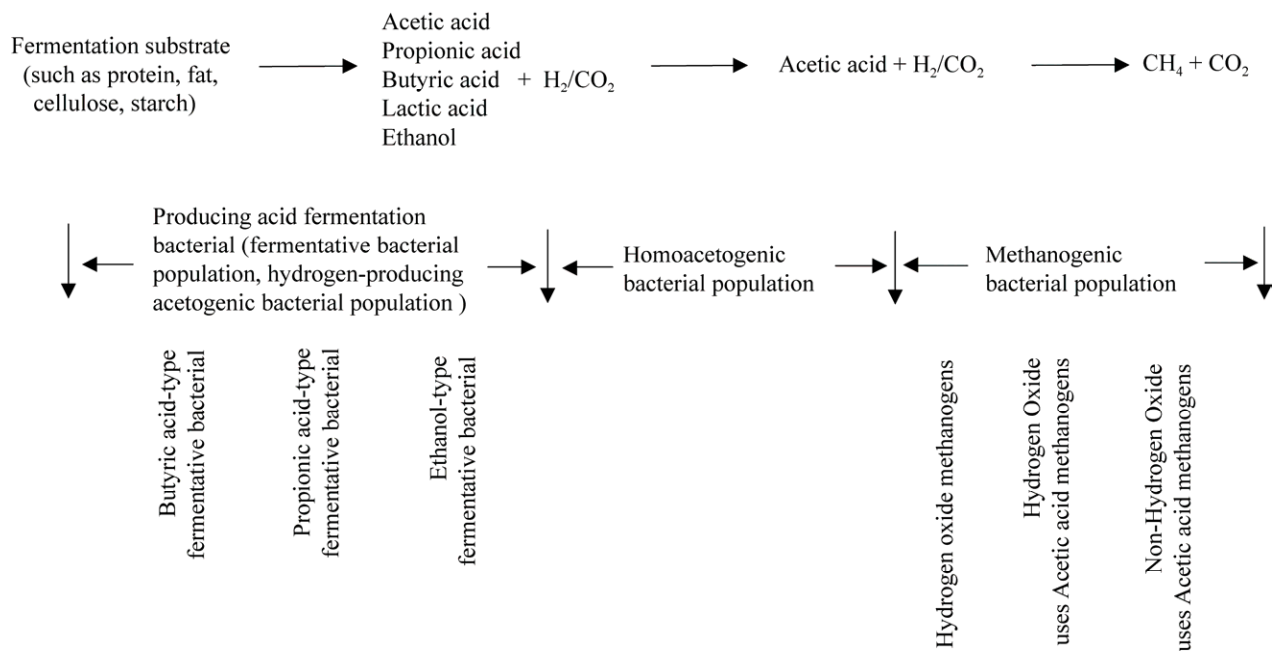 Fermentation substrate
(such as protein, fat,
cellulose, starch)
Acetic acid
Propionic acid
Butyric acid + H₂/CO₂
Lactic acid
Ethanol
Acetic acid + H₂/CO₂
CH₄ + CO₂
Producing acid fermentation
bacterial (fermentative bacterial
population, hydrogen-producing
acetogenic bacterial population )
Homoacetogenic
bacterial population
Methanogenic
bacterial population
Butyric acid-type
fermentative bacterial
Propionic acid-type
fermentative bacterial
Ethanol-type
fermentative bacterial
Hydrogen oxide methanogens
Hydrogen Oxide
uses Acetic acid methanogens
Non-Hydrogen Oxide
uses Acetic acid methanogens